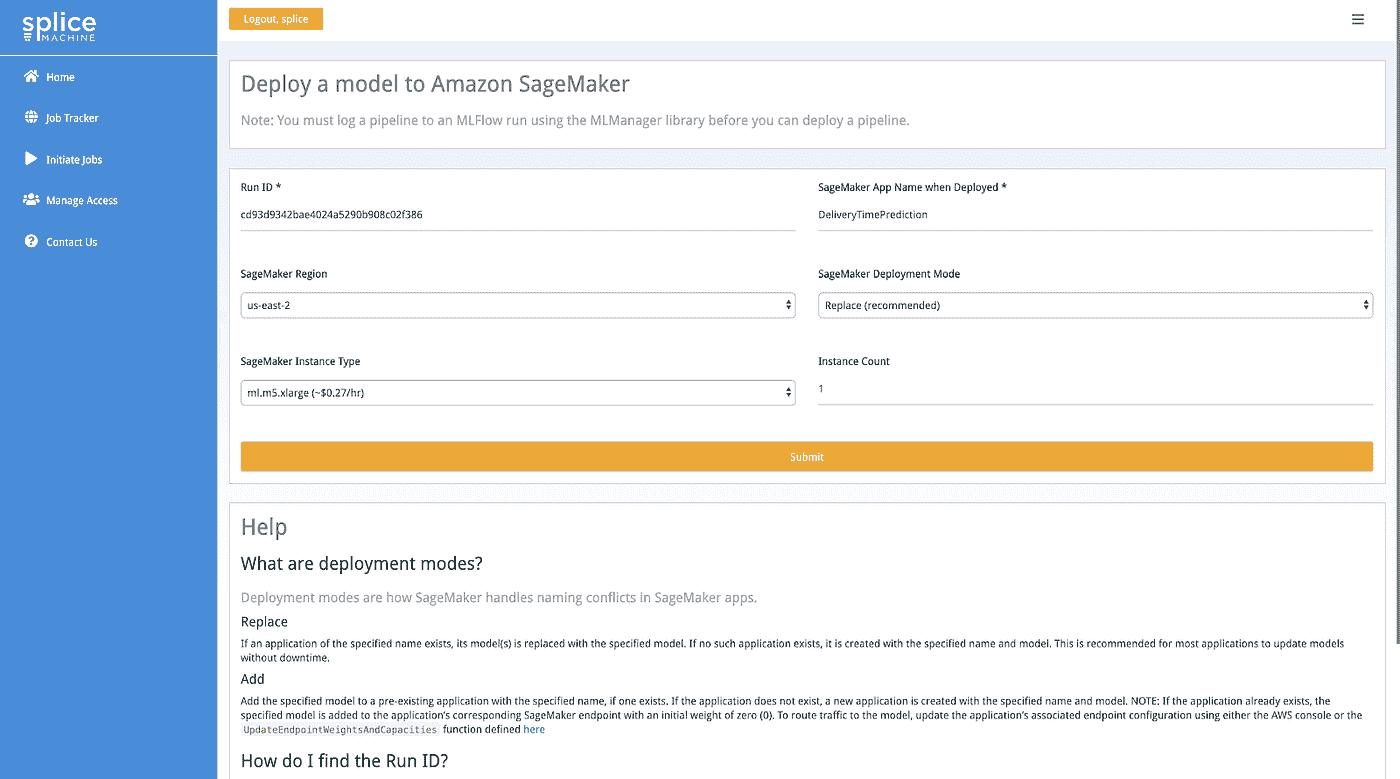 splice
MACHINE
Logout, splice
Home
Job Tracker
Initiate Jobs
Manage Access
Contact Us
Deploy a model to Amazon SageMaker
Note: You must log a pipeline to an MLFlow run using the MLManager library before you can deploy a pipeline.
Run ID *
cd93d9342bae4024a5290b908c02f386
SageMaker App Name when Deployed *
DeliveryTimePrediction
SageMaker Region
us-east-2
SageMaker Deployment Mode
Replace (recommended)
SageMaker Instance Type
ml.m5.xlarge (~$0.27/hr)
Instance Count
1
Submit
Help
What are deployment modes?
Deployment modes are how SageMaker handles naming conflicts in SageMaker apps.
Replace
If an application of the specified name exists, its model(s) is replaced with the specified model. If no such application exists, it is created with the specified name and model. This is recommended for most applications to update models
without downtime.
Add
Add the specified model to a pre-existing application with the specified name, if one exists. If the application does not exist, a new application is created with the specified name and model. NOTE: If the application already exists, the
specified model is added to the application's corresponding SageMaker endpoint with an initial weight of zero (0). To route traffic to the model, update the application's associated endpoint configuration using either the AWS console or the
UpdateEndpointWeightsAndCapacities function defined here
How do I find the Run ID?